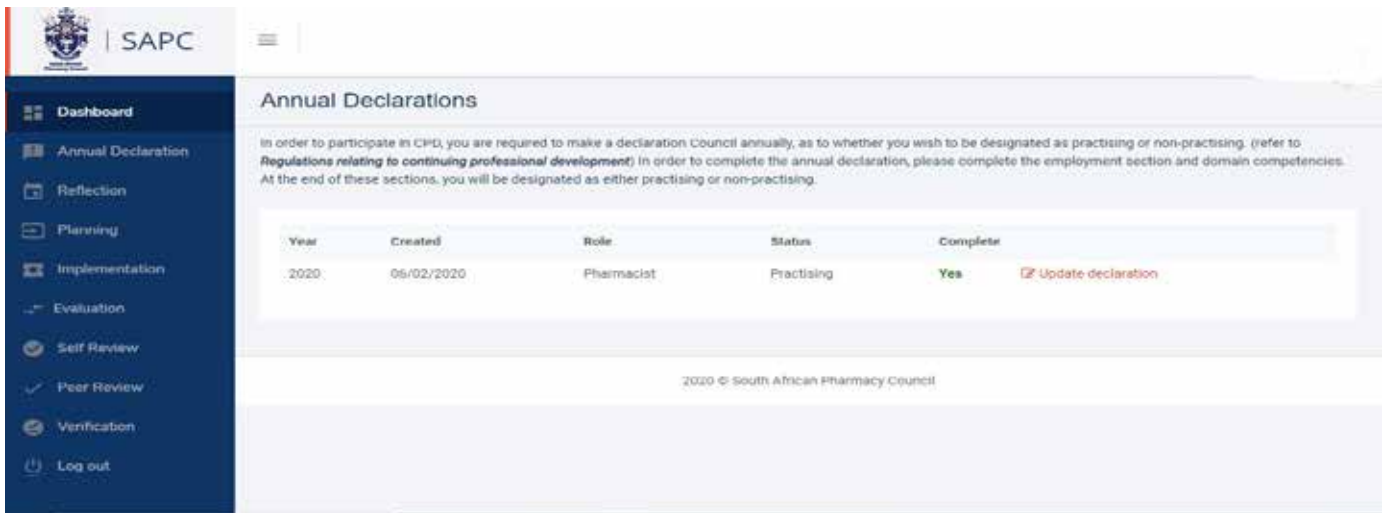 | SAPC
Dashboard
Annual Declaration
Reflection
Planning
Implementation
Evaluation
Self Review
Peer Review
Verification
Log out
Annual Declarations
In order to participate in CPD, you are required to make a declaration Council annually, as to whether you wish to be designated as practising or non-practising. (refer to
Regulations relating to continuing professional development) In order to complete the annual declaration, please complete the employment section and domain competencies.
At the end of these sections, you will be designated as either practising or non-practising.
Year Created Role Status Complete
2020 06/02/2020 Pharmacist Practising Yes Update declaration
2020 © South African Pharmacy Council